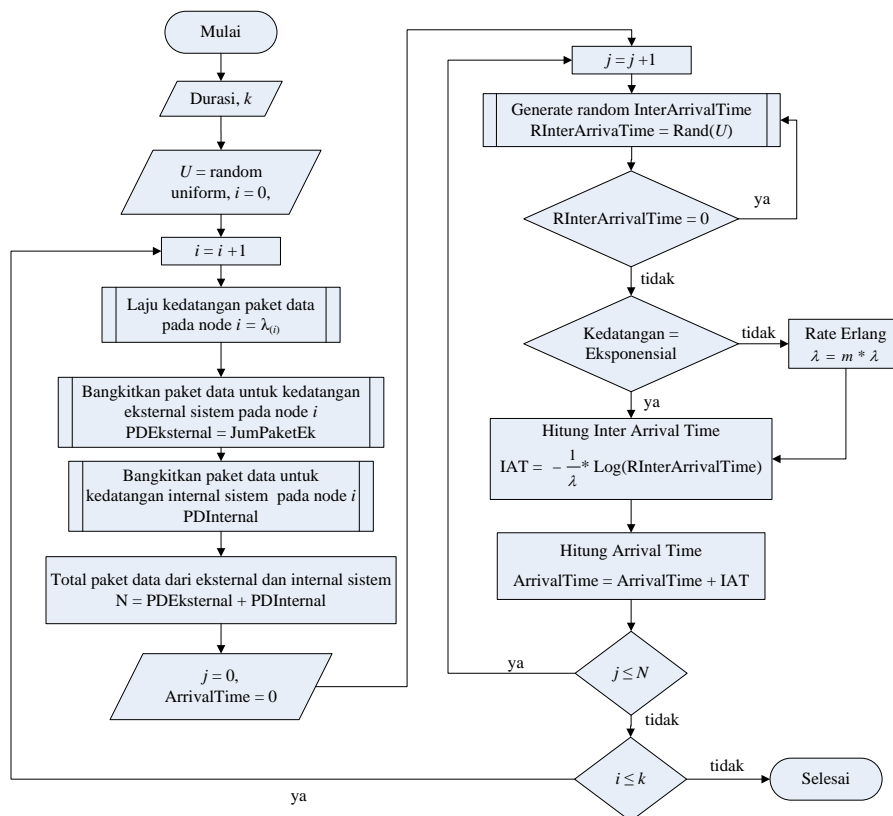 Mulai
Durasi, k
U = random
uniform, i = 0,
i = i +1
Laju kedatangan paket data
pada node i = λ(i)
Bangkitkan paket data untuk kedatangan
eksternal sistem pada node i
PDEksternal = JumPaketEk
Bangkitkan paket data untuk
kedatangan internal sistem pada node i
PDInternal
Total paket data dari eksternal dan internal sistem
N = PDEksternal + PDInternal
j = 0,
ArrivalTime = 0
j = j +1
Generate random InterArrivalTime
RInterArrivaTime = Rand(U)
RInterArrivalTime = 0
ya
tidak
Kedatangan =
Eksponensial
tidak
Rate Erlang
λ = m * λ
ya
Hitung Inter Arrival Time
IAT = − 1/λ * Log(RInterArrivalTime)
Hitung Arrival Time
ArrivalTime = ArrivalTime + IAT
ya
j ≤ N
tidak
i ≤ k
tidak
Selesai
ya